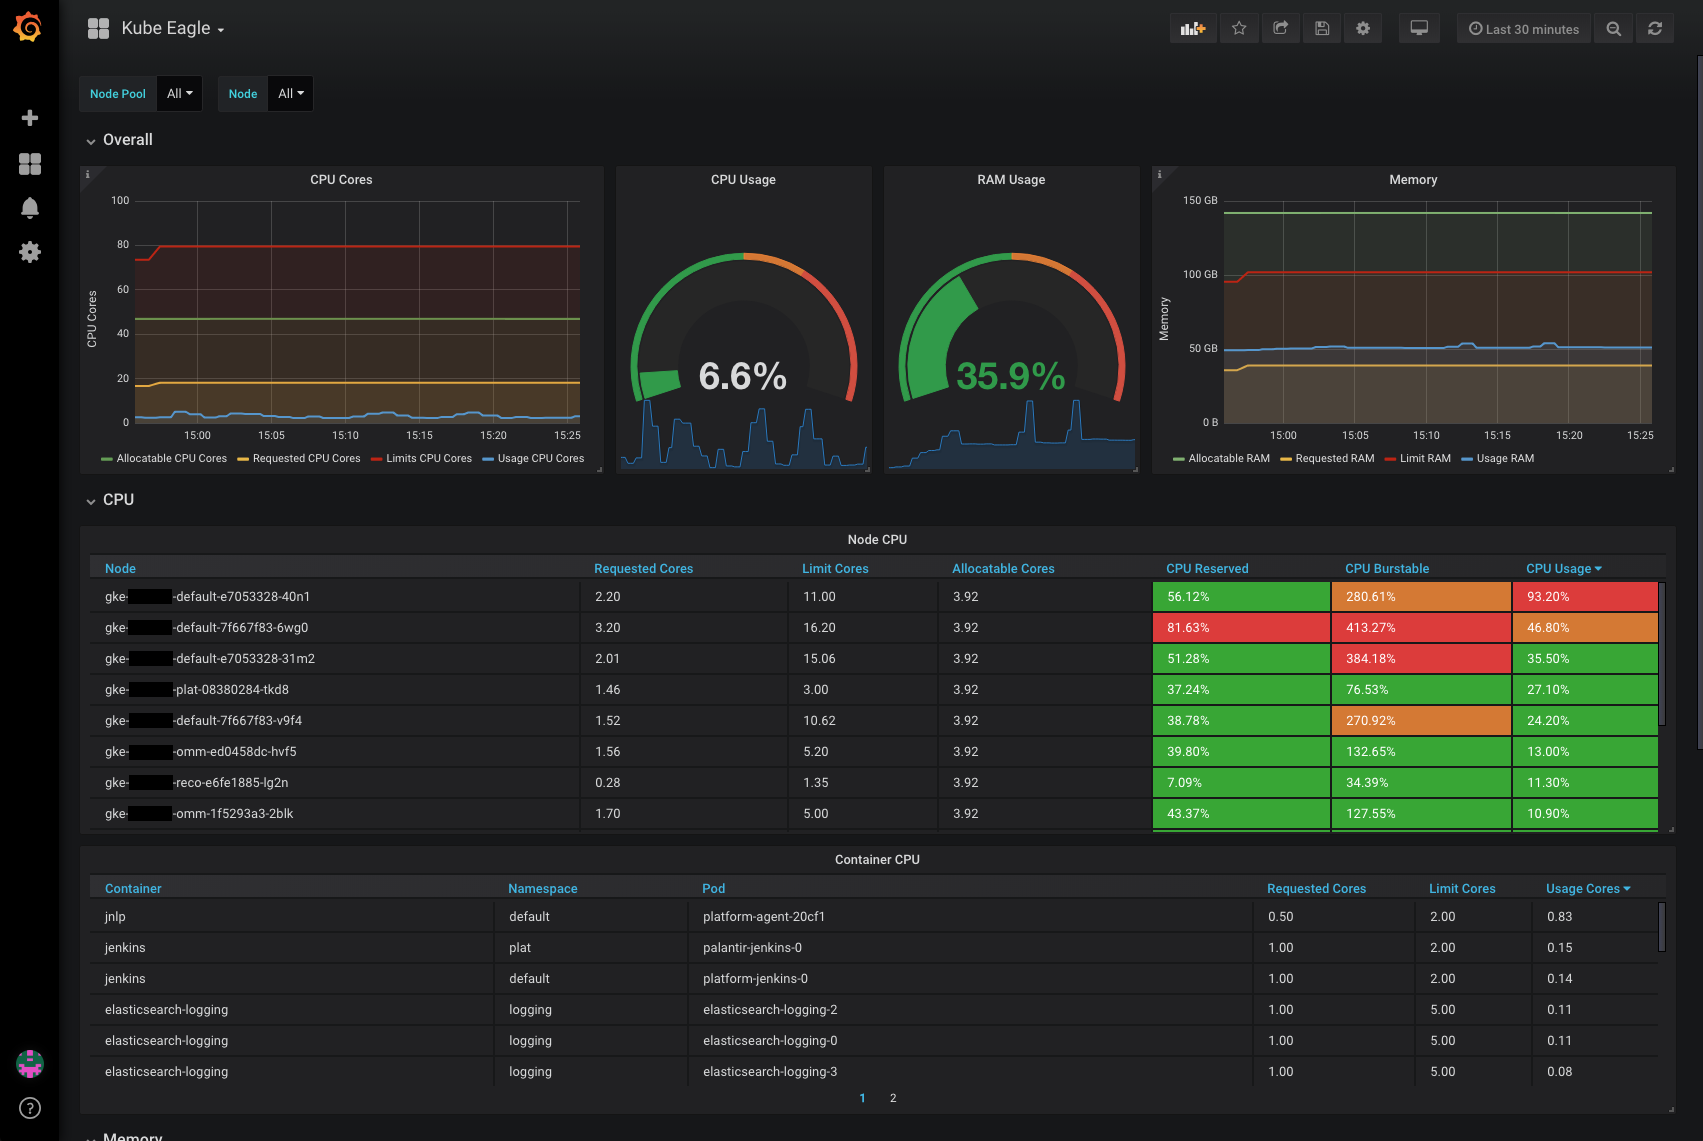 Kube Eagle
Last 30 minutes
Node Pool All Node All
Overall
CPU Cores
100
80
60
40
20
0
CPU Cores
15:00 15:05 15:10 15:15 15:20 15:25
Allocatable CPU Cores Requested CPU Cores Limits CPU Cores Usage CPU Cores
CPU Usage
6.6%
RAM Usage
35.9%
Memory
150 GB
100 GB
50 GB
0 B
Memory
15:00 15:05 15:10 15:15 15:20 15:25
Allocatable RAM Requested RAM Limit RAM Usage RAM
CPU
Node CPU
Node Requested Cores Limit Cores Allocatable Cores CPU Reserved CPU Burstable CPU Usage
gke- -default-e7053328-40n1 2.20 11.00 3.92 56.12% 280.61% 93.20%
gke- -default-7f667f83-6wg0 3.20 16.20 3.92 81.63% 413.27% 46.80%
gke- -default-e7053328-31m2 2.01 15.06 3.92 51.28% 384.18% 35.50%
gke- -plat-08380284-tkd8 1.46 3.00 3.92 37.24% 76.53% 27.10%
gke- -default-7f667f83-v9f4 1.52 10.62 3.92 38.78% 270.92% 24.20%
gke- -omm-ed0458dc-hvf5 1.56 5.20 3.92 39.80% 132.65% 13.00%
gke- -reco-e6fe1885-lg2n 0.28 1.35 3.92 7.09% 34.39% 11.30%
gke- -omm-1f5293a3-2blk 1.70 5.00 3.92 43.37% 127.55% 10.90%
Container CPU
Container Namespace Pod Requested Cores Limit Cores Usage Cores
jnlp default platform-agent-20cf1 0.50 2.00 0.83
jenkins plat palantir-jenkins-0 1.00 2.00 0.15
jenkins default platform-jenkins-0 1.00 2.00 0.14
elasticsearch-logging logging elasticsearch-logging-2 1.00 5.00 0.11
elasticsearch-logging logging elasticsearch-logging-0 1.00 5.00 0.11
elasticsearch-logging logging elasticsearch-logging-3 1.00 5.00 0.08
1 2
Memory